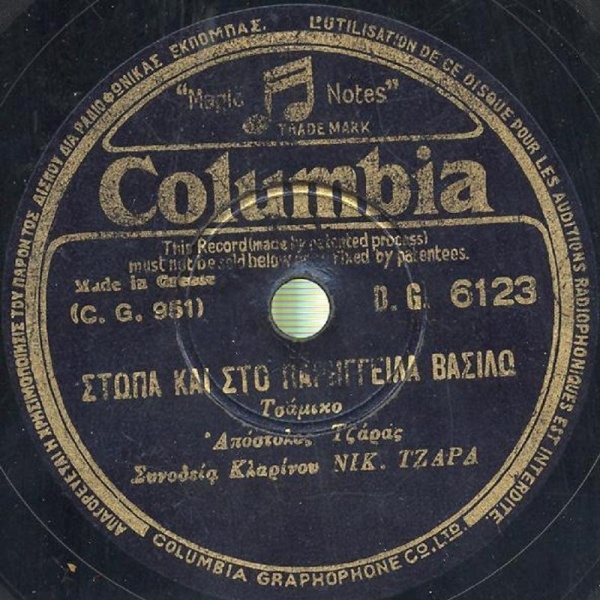 ΑΠΑΓΟΡΕΥΕΤΑΙ Η ΧΡΗΣΙΜΟΠΟΙΗΣΙΣ ΤΟΥ ΠΑΡΟΝΤΟΣ ΔΙΣΚΟΥ ΔΙΑ ΡΑΔΙΟΦΩΝΙΚΑΣ ΕΚΠΟΜΠΑΣ.
L'UTILISATION DE CE DISQUE POUR LES AUDITIONS RADIOPHONIQUES EST INTERDITE.
"Magic Notes"
TRADE MARK
Columbia
This Record (made by patented process)
must not be sold below price fixed by patentees.
Made in Greece
(C. G. 951) D. G. 6123
ΣΤΩΠΑ ΚΑΙ ΣΤΟ ΠΑΡΗΓΓΕΙΛΑ ΒΑΣΙΛΩ
Τσάμικο
Ἀπόστολος Τζάρας
Συνοδείᾳ Κλαρίνου ΝΙΚ. ΤΖΑΡΑ
COLUMBIA GRAPHOPHONE CO. LTD.